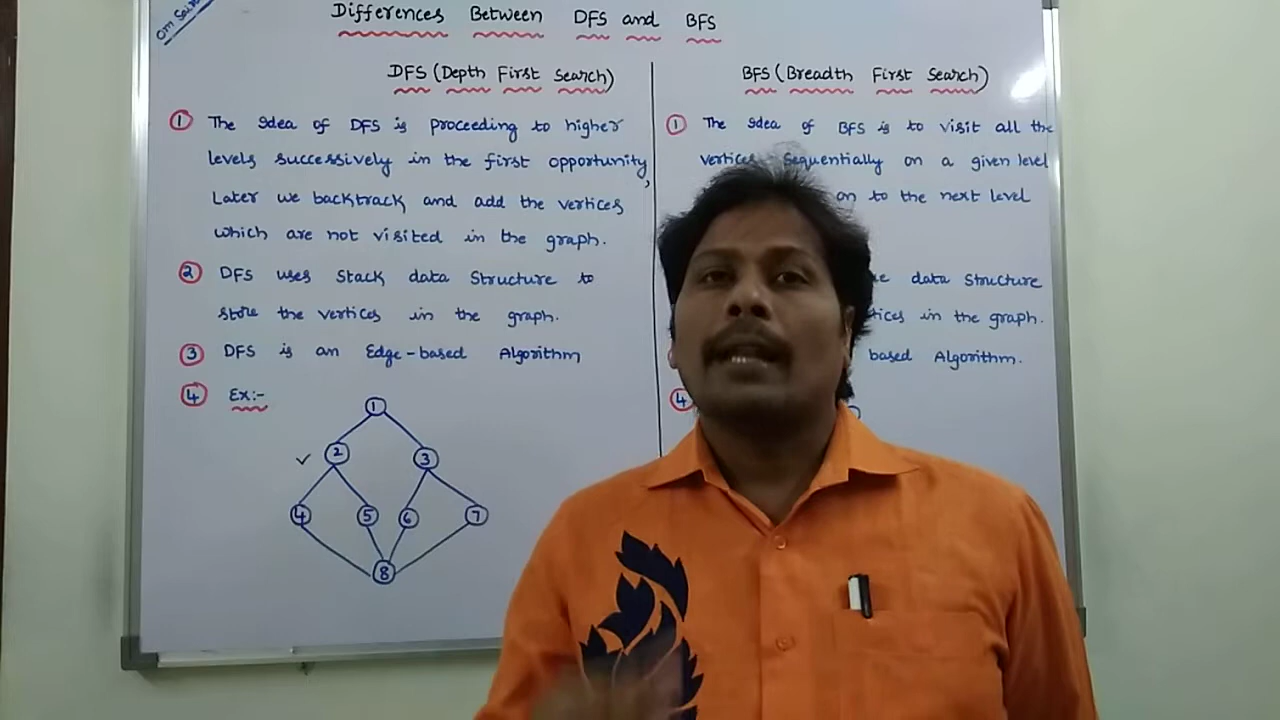 Om Sai
Differences Between DFS and BFS
DFS (Depth First Search)
① The Idea of DFS is proceeding to higher
levels successively in the first opportunity,
Later we backtrack and add the vertices
which are not visited in the graph.
② DFS uses Stack data Structure to
store the vertices in the graph.
③ DFS is an Edge-based Algorithm
④ Ex:-
1
2
3
4
5
6
7
8
BFS (Breadth First Search)
① The Idea of BFS is to visit all the
vertices Sequentially on a given level
on to the next level
data Structure
in the graph.
based Algorithm.
④